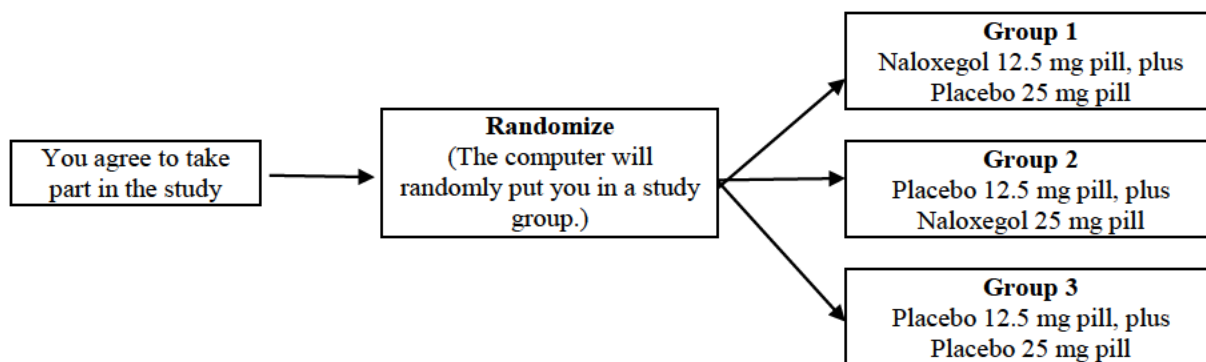 You agree to take
part in the study
Randomize
(The computer will
randomly put you in a study
group.)
Group 1
Naloxegol 12.5 mg pill, plus
Placebo 25 mg pill
Group 2
Placebo 12.5 mg pill, plus
Naloxegol 25 mg pill
Group 3
Placebo 12.5 mg pill, plus
Placebo 25 mg pill